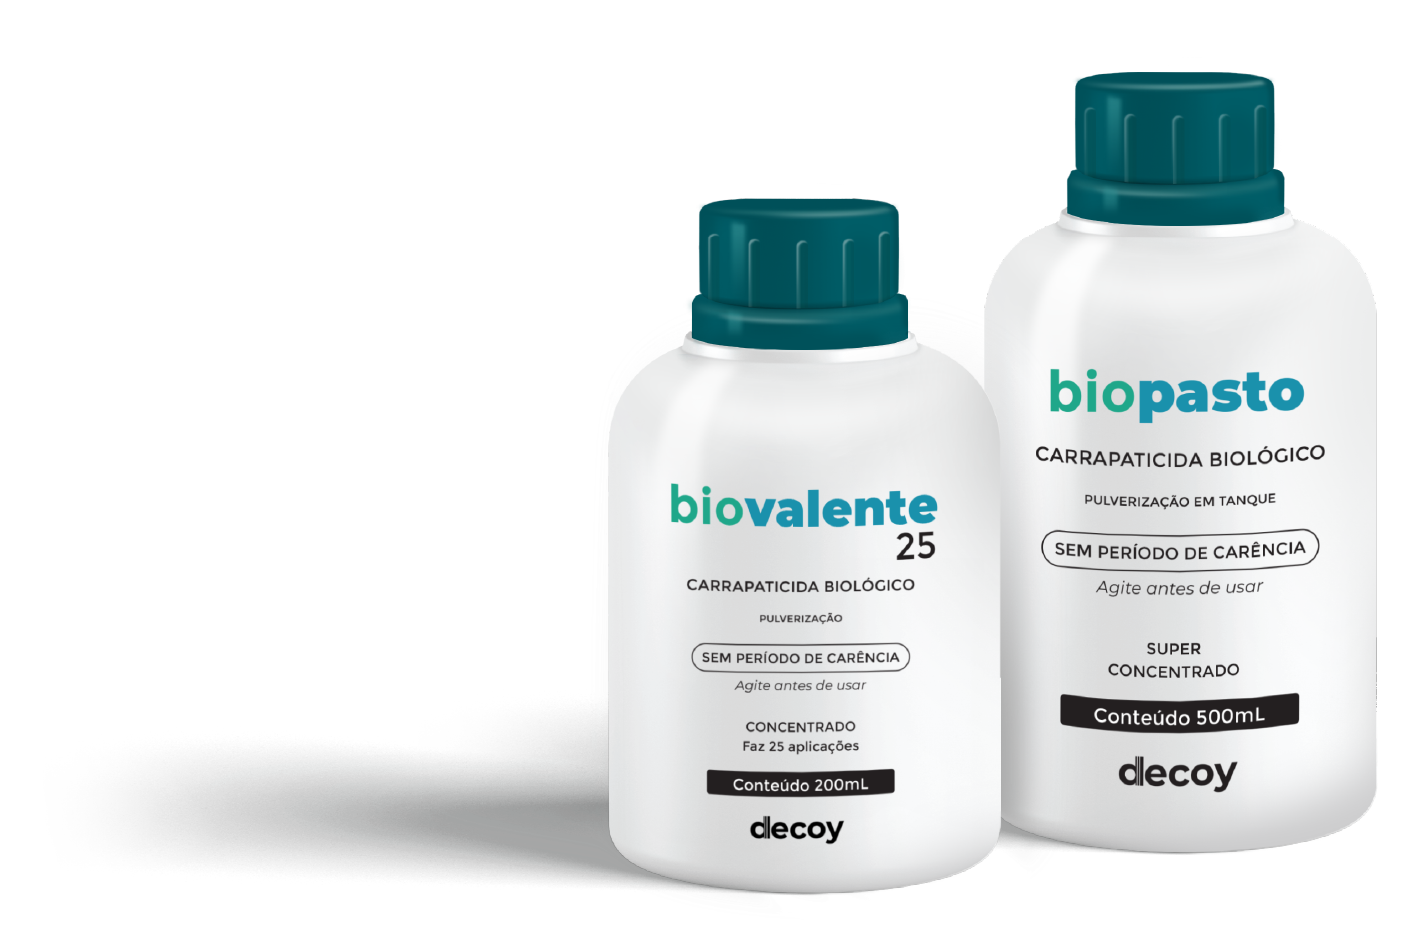 biovalente
25
CARRAPATICIDA BIOLÓGICO
PULVERIZAÇÃO
SEM PERÍODO DE CARÊNCIA
Agite antes de usar
CONCENTRADO
Faz 25 aplicações
Conteúdo 200mL
decoy
biopasto
CARRAPATICIDA BIOLÓGICO
PULVERIZAÇÃO EM TANQUE
SEM PERÍODO DE CARÊNCIA
Agite antes de usar
SUPER
CONCENTRADO
Conteúdo 500mL
decoy